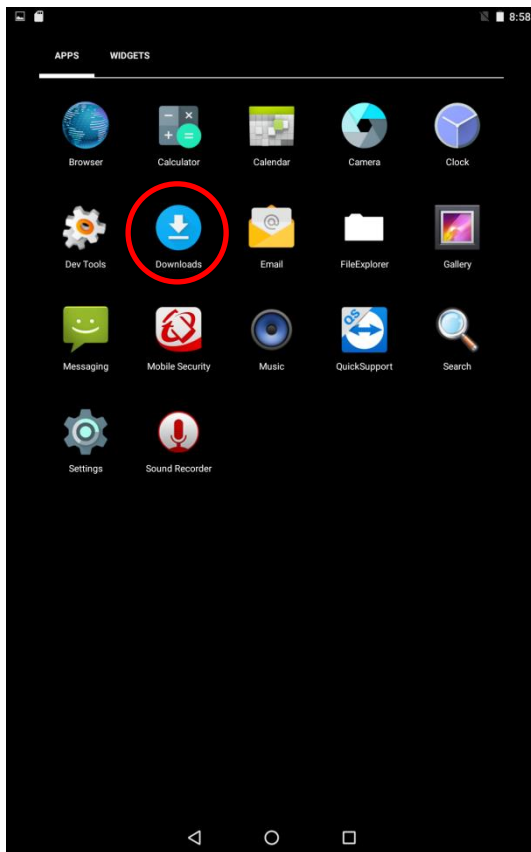 8:58
APPS WIDGETS
Browser Calculator Calendar Camera Clock
Dev Tools Downloads Email FileExplorer Gallery
QS
Messaging Mobile Security Music QuickSupport Search
Settings Sound Recorder